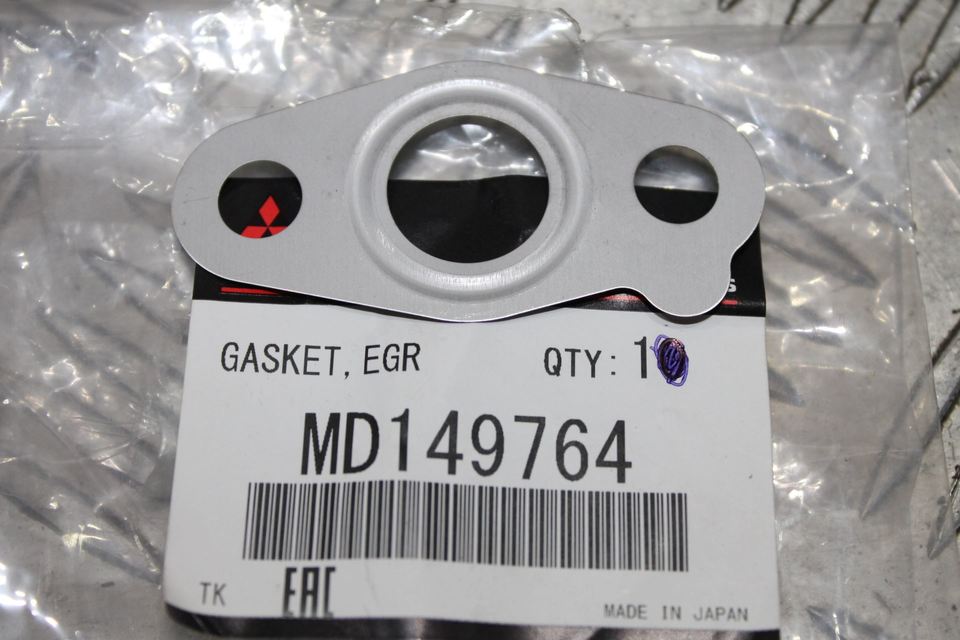 GASKET, EGR QTY: 1
MD149764
TK EAC MADE IN JAPAN